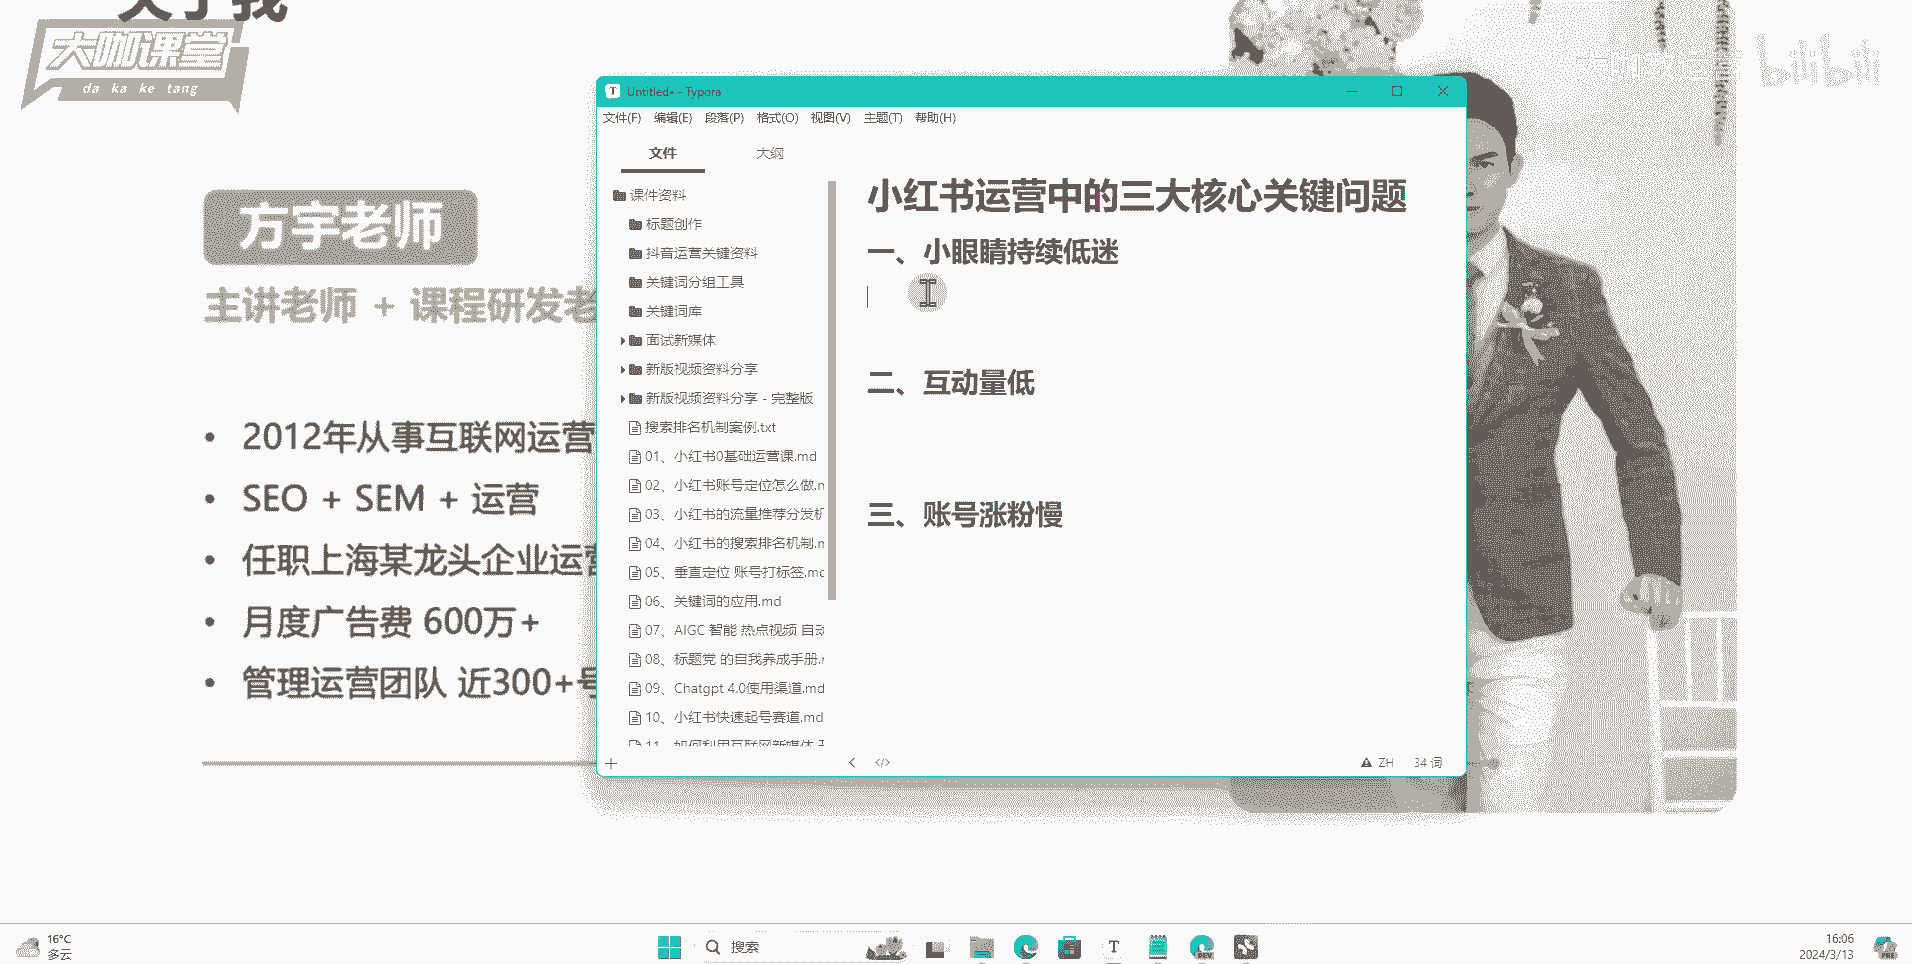 关于我
大咖课堂
da ka ke tang
bilibili
方宇老师
主讲老师 + 课程研发老
• 2012年从事互联网运营
• SEO + SEM + 运营
• 任职上海某龙头企业运营
• 月度广告费 600万+
• 管理运营团队 近300+号
Untitled• - Typora
文件(F) 编辑(E) 段落(P) 格式(O) 视图(V) 主题(T) 帮助(H)
文件 大纲
课件资料
标题创作
抖音运营关键资料
关键词分组工具
关键词库
面试新媒体
新版视频资料分享
新版视频资料分享 - 完整版
搜索排名机制案例.txt
01、小红书0基础运营课.md
02、小红书账号定位怎么做.m
03、小红书的流量推荐分发机
04、小红书的搜索排名机制.m
05、垂直定位 账号打标签.mc
06、关键词的应用.md
07、AIGC 智能 热点视频 自动
08、标题党 的自我养成手册.r
09、Chatgpt 4.0使用渠道.md
10、小红书快速起号赛道.md
11、如何利用互联网新媒体
小红书运营中的三大核心关键问题
一、小眼睛持续低迷
二、互动量低
三、账号涨粉慢
</> ZH 34 词
16°C
多云
搜索
16:06
2024/3/13